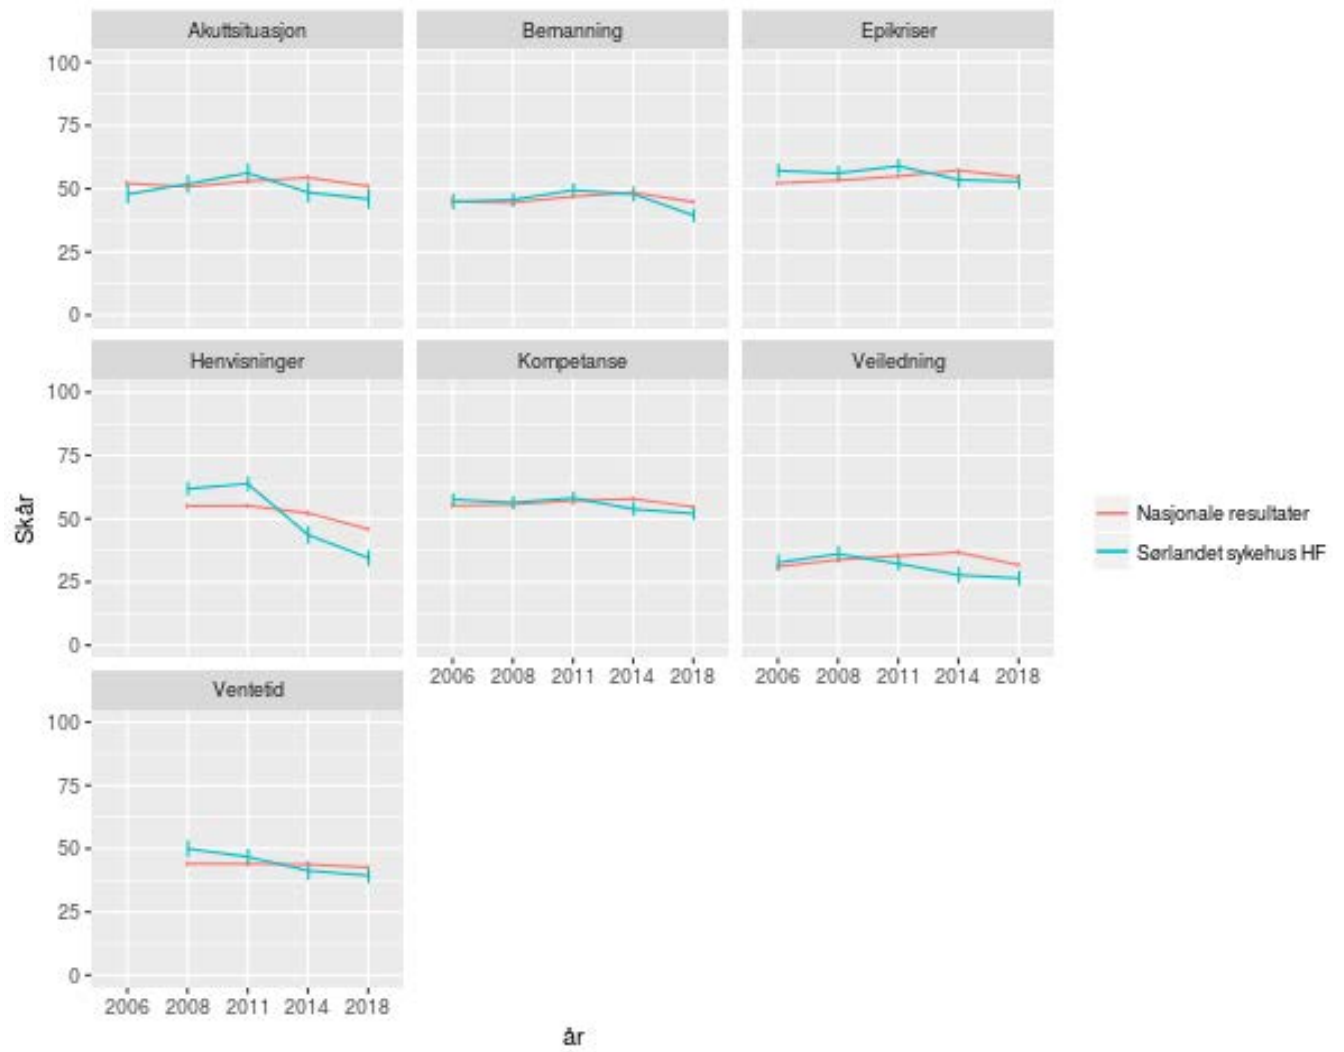 Akuttsituasjon
Bemanning
Epikriser
100
75
50
25
0
Henvisninger
Kompetanse
Veiledning
100
75
50
25
0
Skår
2006 2008 2011 2014 2018
2006 2008 2011 2014 2018
Nasjonale resultater
Sørlandet sykehus HF
Ventetid
100
75
50
25
0
2006 2008 2011 2014 2018
år